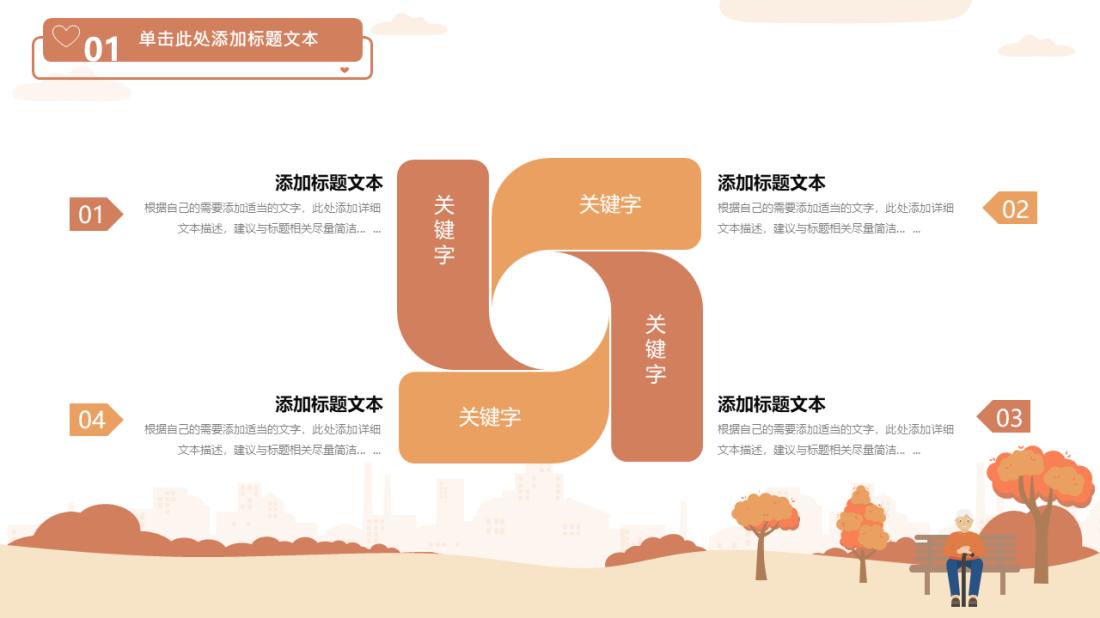 01
单击此处添加标题文本
01
添加标题文本
根据自己的需要添加适当的文字，此处添加详细
文本描述，建议与标题相关尽量简洁... ...
关键字
关键字
添加标题文本
根据自己的需要添加适当的文字，此处添加详细
文本描述，建议与标题相关尽量简洁... ...
02
04
添加标题文本
根据自己的需要添加适当的文字，此处添加详细
文本描述，建议与标题相关尽量简洁... ...
关键字
关键字
添加标题文本
根据自己的需要添加适当的文字，此处添加详细
文本描述，建议与标题相关尽量简洁... ...
03